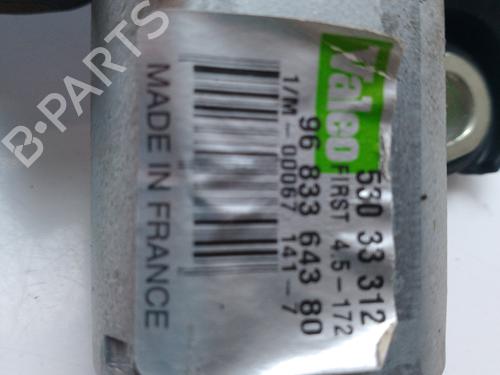 Valeo
530 33 312
FIRST 4.5-172
96 833 643 80
1/M-00067 141-7
MADE IN FRANCE
B-PARTS